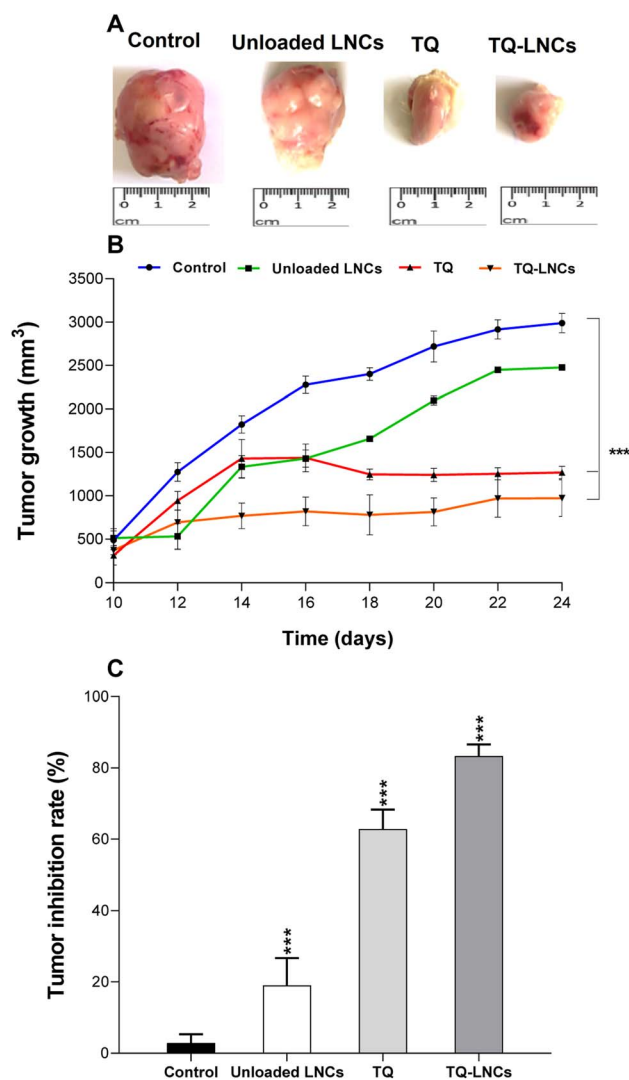 A
Control Unloaded LNCs TQ TQ-LNCs
0 1 2 0 1 2 0 1 2 0 1 2
cm cm cm cm
B
Control Unloaded LNCs TQ TQ-LNCs
3500
3000
2500
2000
1500
1000
500
0
Tumor growth (mm³)
***
10 12 14 16 18 20 22 24
Time (days)
C
100
80
60
40
20
0
Tumor inhibition rate (%)
*** *** ***
Control Unloaded LNCs TQ TQ-LNCs